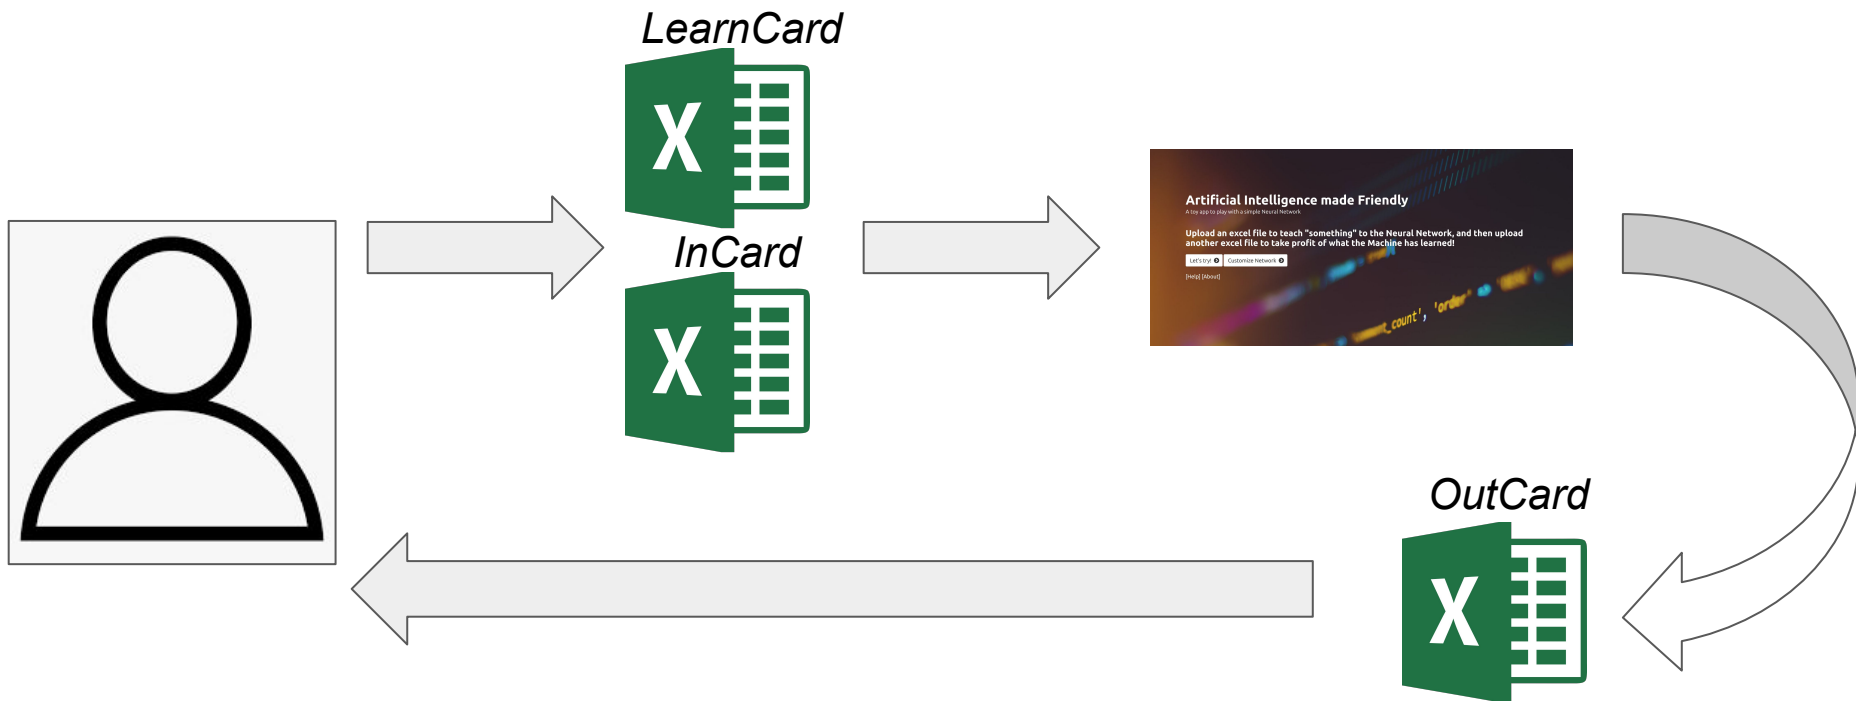 LearnCard
X
InCard
X
Artificial Intelligence made Friendly
A toy app to play with a simple Neural Network
Upload an excel file to teach "something" to the Neural Network, and then upload
another excel file to take profit of what the Machine has learned!
Let's try! Customize Network
[Help] [About]
count', 'order'
OutCard
X